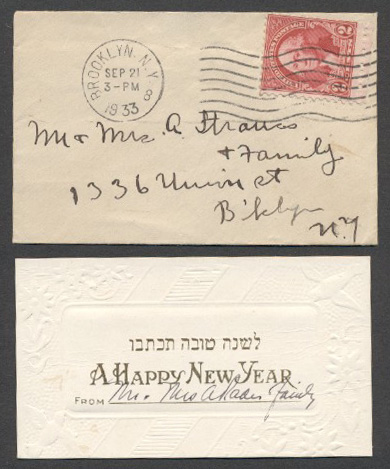 BROOKLYN, N.Y.
SEP 21
3-PM
1933
8
Mr & Mrs. A. Strauss
& Family
1336 Union st
B'klyn
N.Y
לשנה טובה תכתבו
A HAPPY NEW YEAR
FROM Mr. & Mrs A Family